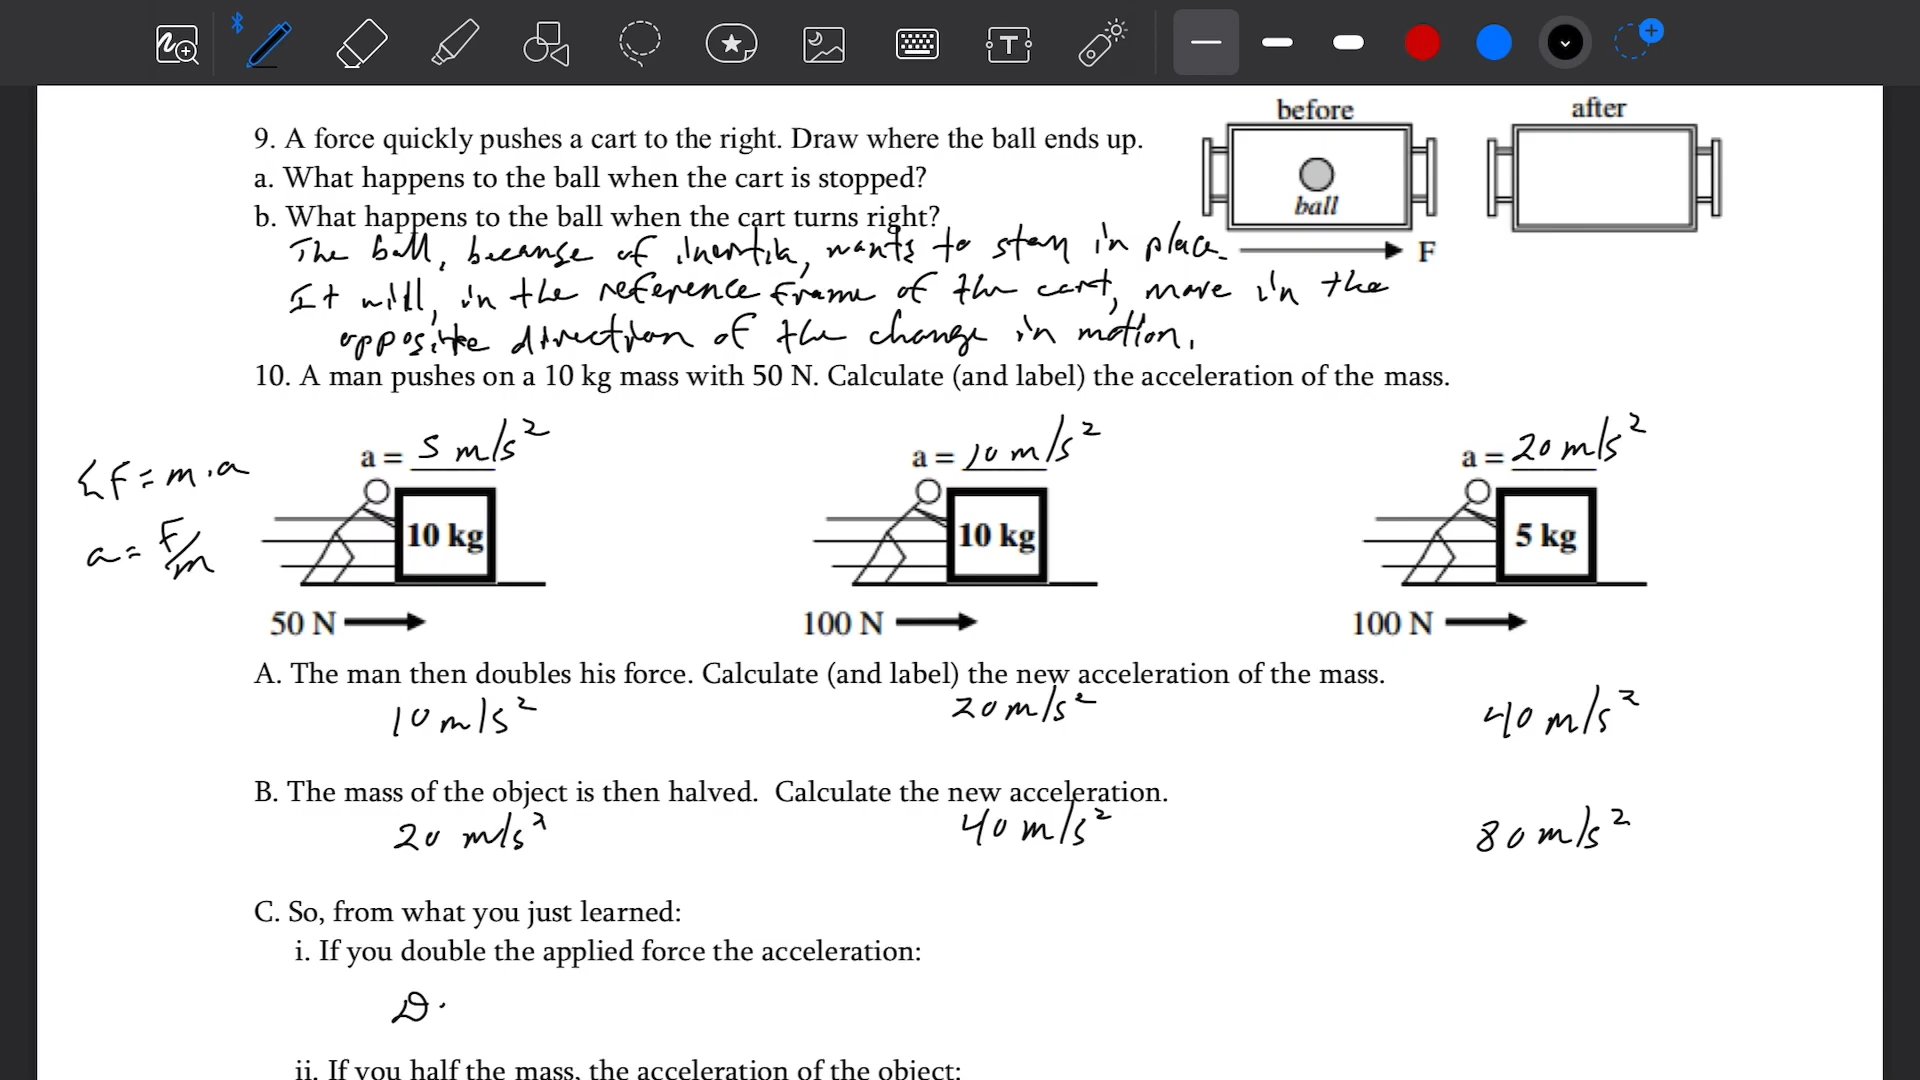 before
after
9. A force quickly pushes a cart to the right. Draw where the ball ends up.
a. What happens to the ball when the cart is stopped?
b. What happens to the ball when the cart turns right?
ball
F
The ball, because of inertia, wants to stay in place.
It will, in the reference frame of the cart, move in the
opposite direction of the change in motion.
10. A man pushes on a 10 kg mass with 50 N. Calculate (and label) the acceleration of the mass.
ΣF = m·a
a = F/m
a = 5 m/s²
a = 10 m/s²
a = 20 m/s²
10 kg
10 kg
5 kg
50 N
100 N
100 N
A. The man then doubles his force. Calculate (and label) the new acceleration of the mass.
10 m/s²
20 m/s²
40 m/s²
B. The mass of the object is then halved. Calculate the new acceleration.
20 m/s²
40 m/s²
80 m/s²
C. So, from what you just learned:
i. If you double the applied force the acceleration:
D
ii. If you half the mass, the acceleration of the object: